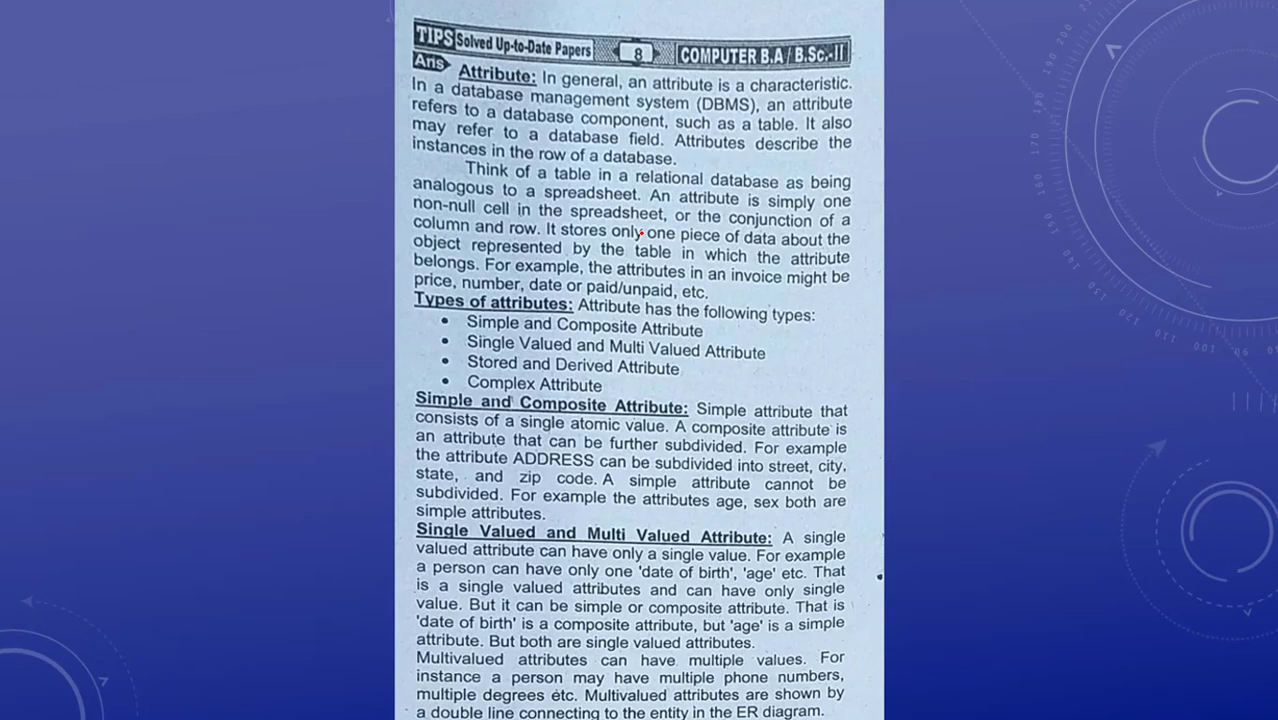 TIPS Solved Up-to-Date Papers 8 COMPUTER B.A / B.Sc.-II
Ans Attribute: In general, an attribute is a characteristic.
In a database management system (DBMS), an attribute
refers to a database component, such as a table. It also
may refer to a database field. Attributes describe the
instances in the row of a database.
Think of a table in a relational database as being
analogous to a spreadsheet. An attribute is simply one
non-null cell in the spreadsheet, or the conjunction of a
column and row. It stores only one piece of data about the
object represented by the table in which the attribute
belongs. For example, the attributes in an invoice might be
price, number, date or paid/unpaid, etc.
Types of attributes: Attribute has the following types:
• Simple and Composite Attribute
• Single Valued and Multi Valued Attribute
• Stored and Derived Attribute
• Complex Attribute
Simple and Composite Attribute: Simple attribute that
consists of a single atomic value. A composite attribute is
an attribute that can be further subdivided. For example
the attribute ADDRESS can be subdivided into street, city,
state, and zip code. A simple attribute cannot be
subdivided. For example the attributes age, sex both are
simple attributes.
Single Valued and Multi Valued Attribute: A single
valued attribute can have only a single value. For example
a person can have only one 'date of birth', 'age' etc. That
is a single valued attributes and can have only single
value. But it can be simple or composite attribute. That is
'date of birth' is a composite attribute, but 'age' is a simple
attribute. But both are single valued attributes.
Multivalued attributes can have multiple values. For
instance a person may have multiple phone numbers,
multiple degrees etc. Multivalued attributes are shown by
a double line connecting to the entity in the ER diagram.
200
190
180
170
160
150
140
130
120
110
100
90